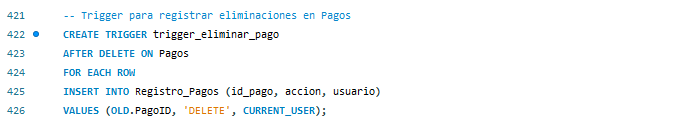 421 -- Trigger para registrar eliminaciones en Pagos
422 CREATE TRIGGER trigger_eliminar_pago
423 AFTER DELETE ON Pagos
424 FOR EACH ROW
425 INSERT INTO Registro_Pagos (id_pago, accion, usuario)
426 VALUES (OLD.PagoID, 'DELETE', CURRENT_USER);